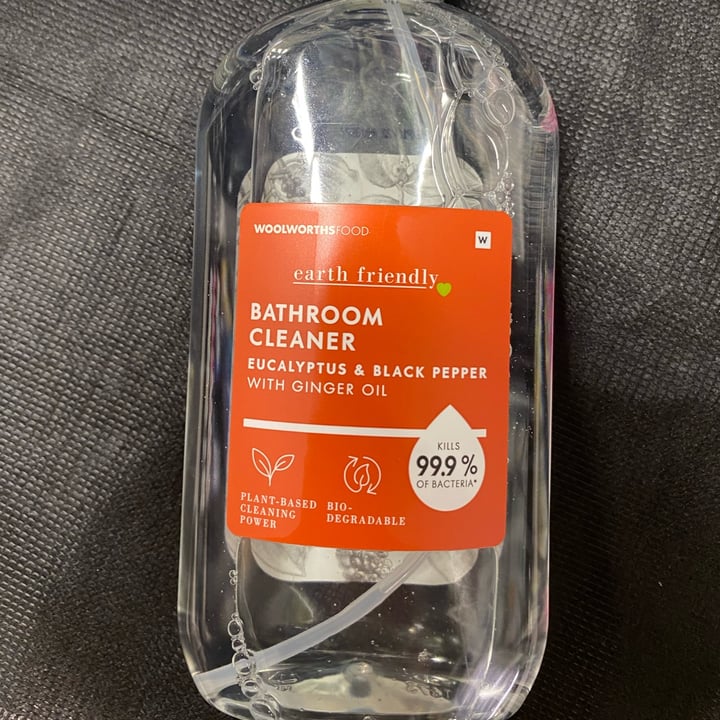 WOOLWORTHSFOOD
W
earth friendly
BATHROOM
CLEANER
EUCALYPTUS & BLACK PEPPER
WITH GINGER OIL
KILLS
99.9%
OF BACTERIA*
PLANT-BASED
CLEANING
POWER
BIO-
DEGRADABLE